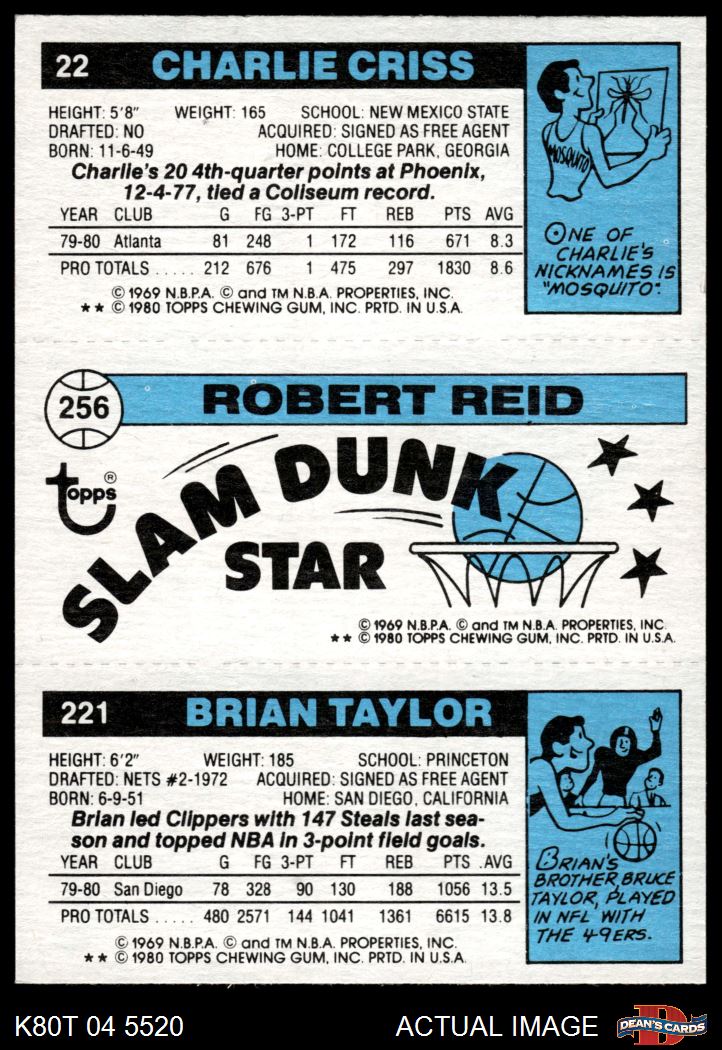 22 CHARLIE CRISS
HEIGHT: 5'8" WEIGHT: 165 SCHOOL: NEW MEXICO STATE
DRAFTED: NO ACQUIRED: SIGNED AS FREE AGENT
BORN: 11-6-49 HOME: COLLEGE PARK, GEORGIA
Charlie's 20 4th-quarter points at Phoenix,
12-4-77, tied a Coliseum record.
YEAR CLUB G FG 3-PT FT REB PTS AVG
79-80 Atlanta 81 248 1 172 116 671 8.3
PRO TOTALS ..... 212 676 1 475 297 1830 8.6
© 1969 N.B.P.A. © and TM N.B.A. PROPERTIES, INC.
★★ © 1980 TOPPS CHEWING GUM, INC. PRTD. IN U.S.A.
MOSQUITO
ONE OF
CHARLIE'S
NICKNAMES IS
"MOSQUITO".
256 ROBERT REID
topps®
SLAM DUNK
STAR
© 1969 N.B.P.A. © and TM N.B.A. PROPERTIES, INC.
★★ © 1980 TOPPS CHEWING GUM, INC. PRTD. IN U.S.A.
221 BRIAN TAYLOR
HEIGHT: 6'2" WEIGHT: 185 SCHOOL: PRINCETON
DRAFTED: NETS #2-1972 ACQUIRED: SIGNED AS FREE AGENT
BORN: 6-9-51 HOME: SAN DIEGO, CALIFORNIA
Brian led Clippers with 147 Steals last sea-
son and topped NBA in 3-point field goals.
YEAR CLUB G FG 3-PT FT REB PTS .AVG
79-80 San Diego 78 328 90 130 188 1056 13.5
PRO TOTALS ..... 480 2571 144 1041 1361 6615 13.8
© 1969 N.B.P.A. © and TM N.B.A. PROPERTIES, INC.
★★ © 1980 TOPPS CHEWING GUM, INC. PRTD. IN U.S.A.
BRIAN'S
BROTHER, BRUCE
TAYLOR, PLAYED
IN NFL WITH
THE 49ERS.
K80T 04 5520 ACTUAL IMAGE D DEAN'S CARDS